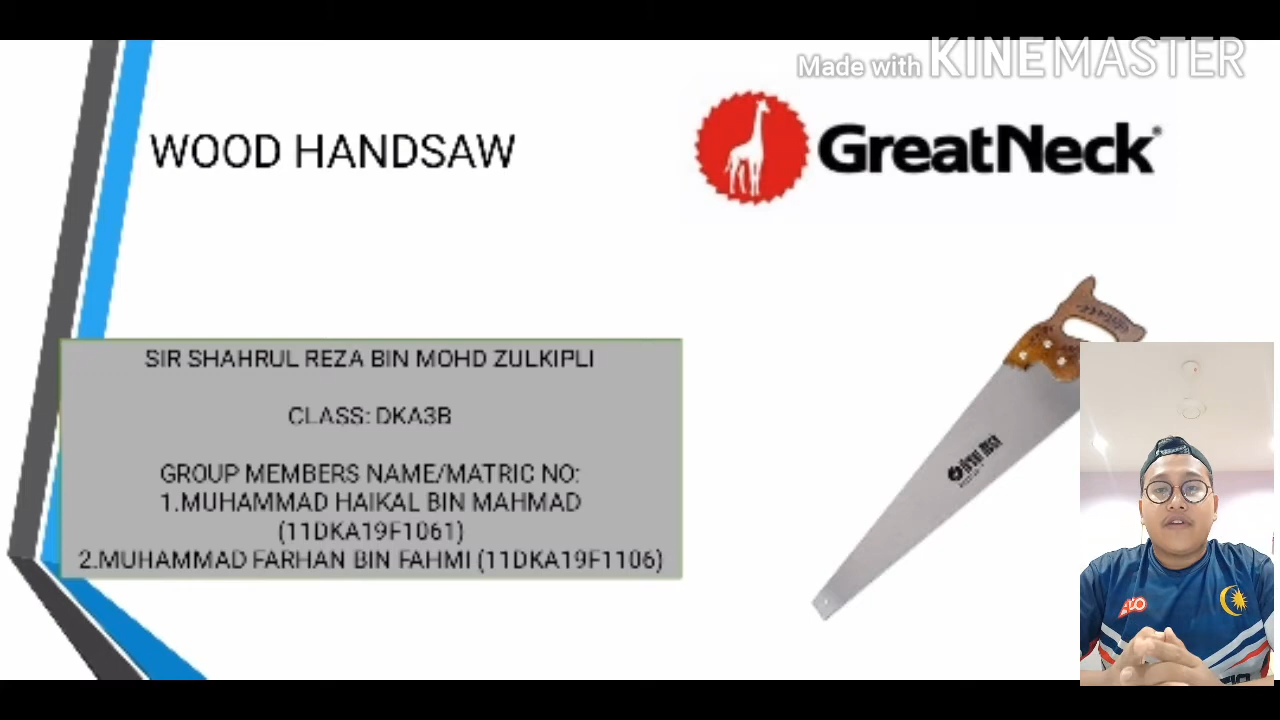 Made with KINEMASTER
WOOD HANDSAW
GreatNeck
SIR SHAHRUL REZA BIN MOHD ZULKIPLI
CLASS: DKA3B
GROUP MEMBERS NAME/MATRIC NO:
1.MUHAMMAD HAIKAL BIN MAHMAD
(11DKA19F1061)
2.MUHAMMAD FARHAN BIN FAHMI (11DKA19F1106)